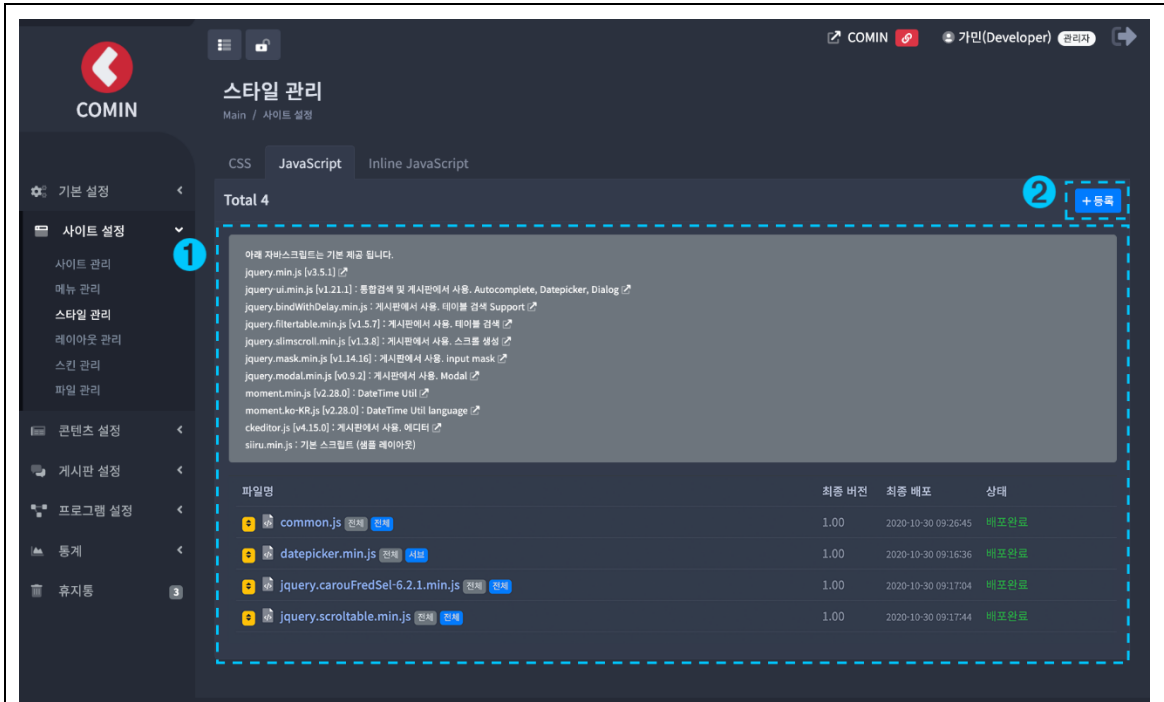 COMIN
가민(Developer) 관리자
COMIN
스타일 관리
Main / 사이트 설정
CSS JavaScript Inline JavaScript
기본 설정
사이트 설정
사이트 관리
메뉴 관리
스타일 관리
레이아웃 관리
스킨 관리
파일 관리
콘텐츠 설정
게시판 설정
프로그램 설정
통계
휴지통 3
Total 4
2
+등록
1
아래 자바스크립트는 기본 제공 됩니다.
jquery.min.js [v3.5.1]
jquery-ui.min.js [v1.21.1] : 통합검색 및 게시판에서 사용. Autocomplete, Datepicker, Dialog
jquery.bindWithDelay.min.js : 게시판에서 사용. 테이블 검색 Support
jquery.filtertable.min.js [v1.5.7] : 게시판에서 사용. 테이블 검색
jquery.slimscroll.min.js [v1.3.8] : 게시판에서 사용. 스크롤 생성
jquery.mask.min.js [v1.14.16] : 게시판에서 사용. input mask
jquery.modal.min.js [v0.9.2] : 게시판에서 사용. Modal
moment.min.js [v2.28.0] : DateTime Util
moment.ko-KR.js [v2.28.0] : DateTime Util language
ckeditor.js [v4.15.0] : 게시판에서 사용. 에디터
siiru.min.js : 기본 스크립트 (샘플 레이아웃)
파일명 최종 버전 최종 배포 상태
common.js 전체 전체 1.00 2020-10-30 09:26:45 배포완료
datepicker.min.js 전체 서브 1.00 2020-10-30 09:16:36 배포완료
jquery.carouFredSel-6.2.1.min.js 전체 전체 1.00 2020-10-30 09:17:04 배포완료
jquery.scroltable.min.js 전체 전체 1.00 2020-10-30 09:17:44 배포완료